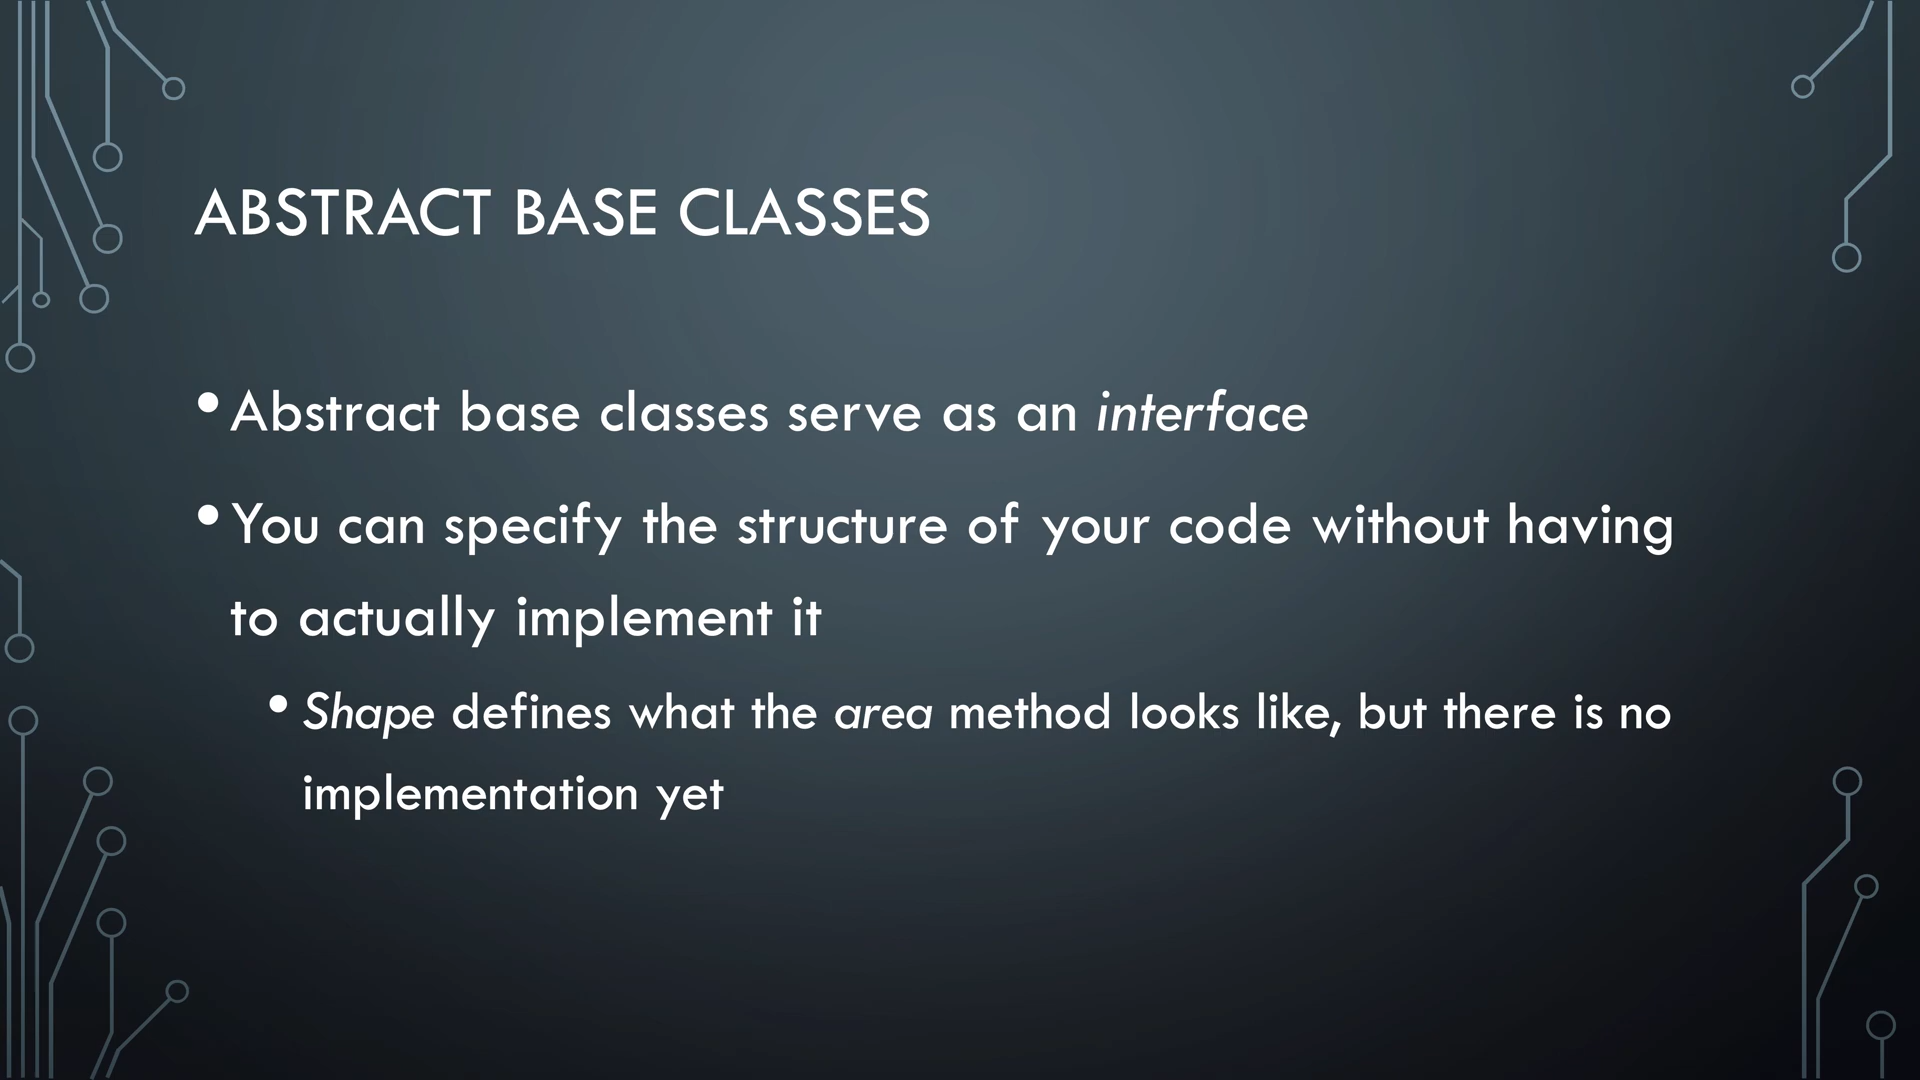 ABSTRACT BASE CLASSES
• Abstract base classes serve as an interface
• You can specify the structure of your code without having
to actually implement it
• Shape defines what the area method looks like, but there is no
implementation yet